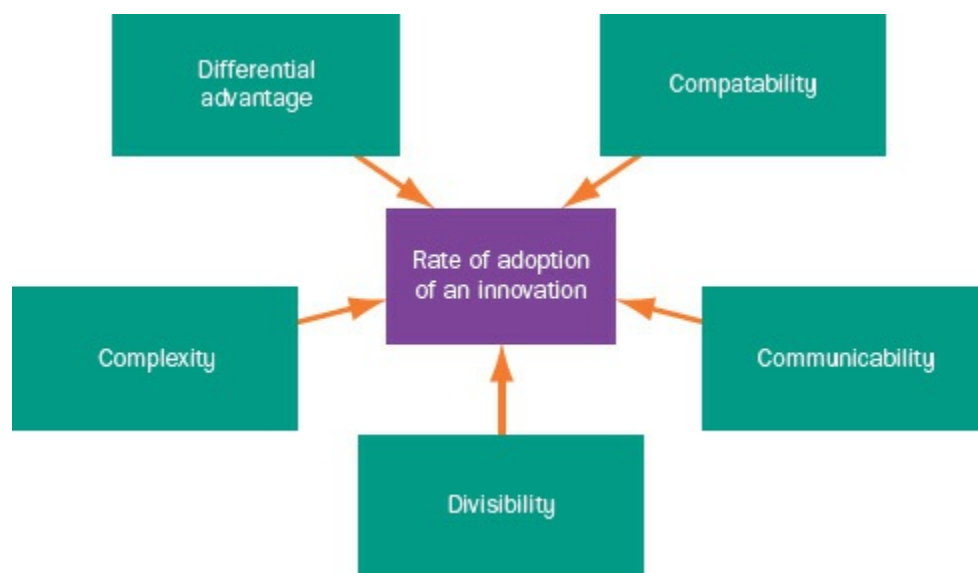 Differential
advantage
Compatability
Rate of adoption
of an innovation
Complexity
Communicability
Divisibility